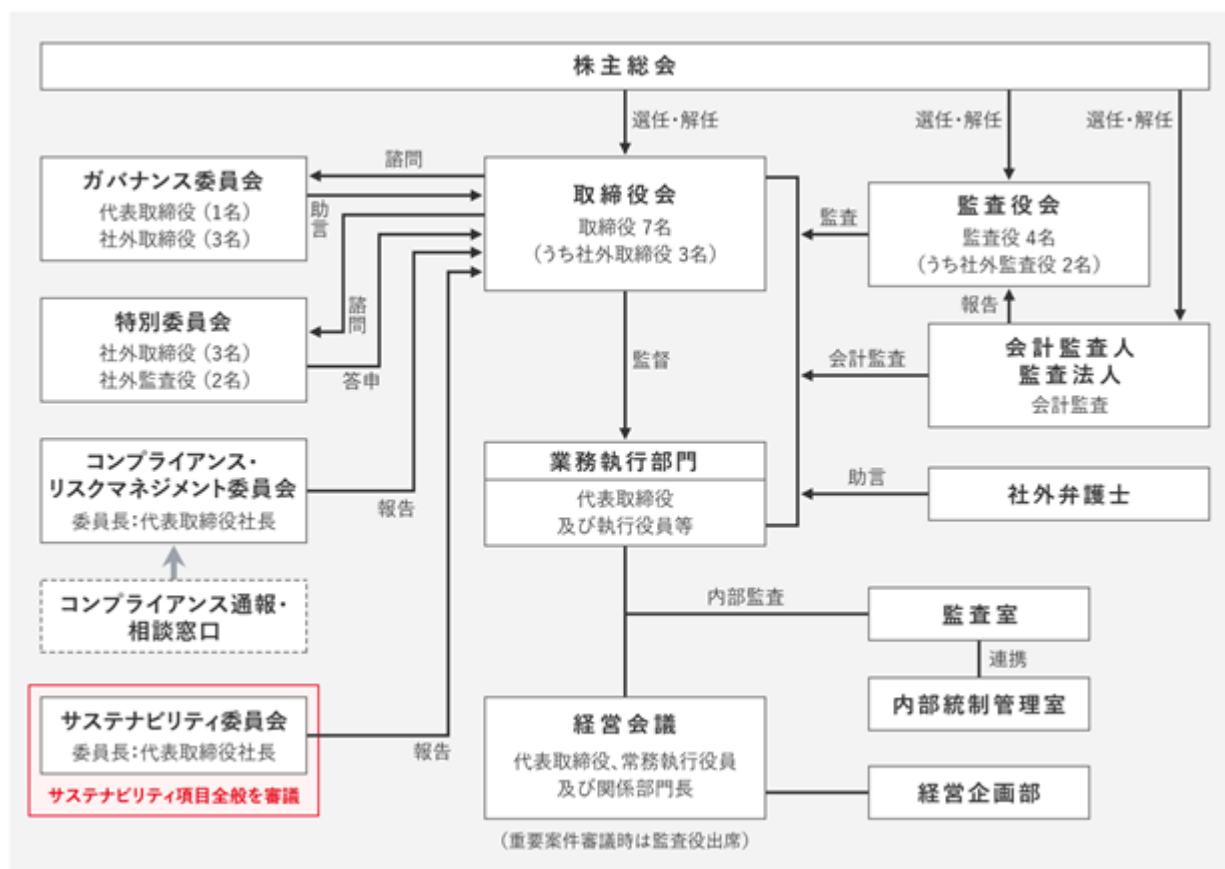 株主総会
選任・解任
選任・解任
選任・解任
ガバナンス委員会
代表取締役 (1名)
社外取締役 (3名)
諮問
助言
取締役会
取締役 7名
(うち社外取締役 3名)
監査
監査役会
監査役 4名
(うち社外監査役 2名)
報告
特別委員会
社外取締役 (3名)
社外監査役 (2名)
諮問
答申
監督
会計監査
会計監査人
監査法人
会計監査
コンプライアンス・
リスクマネジメント委員会
委員長:代表取締役社長
報告
業務執行部門
代表取締役
及び執行役員等
助言
社外弁護士
コンプライアンス通報・
相談窓口
内部監査
監査室
連携
内部統制管理室
サステナビリティ委員会
委員長:代表取締役社長
サステナビリティ項目全般を審議
報告
経営会議
代表取締役、常務執行役員
及び関係部門長
(重要案件審議時は監査役出席)
経営企画部